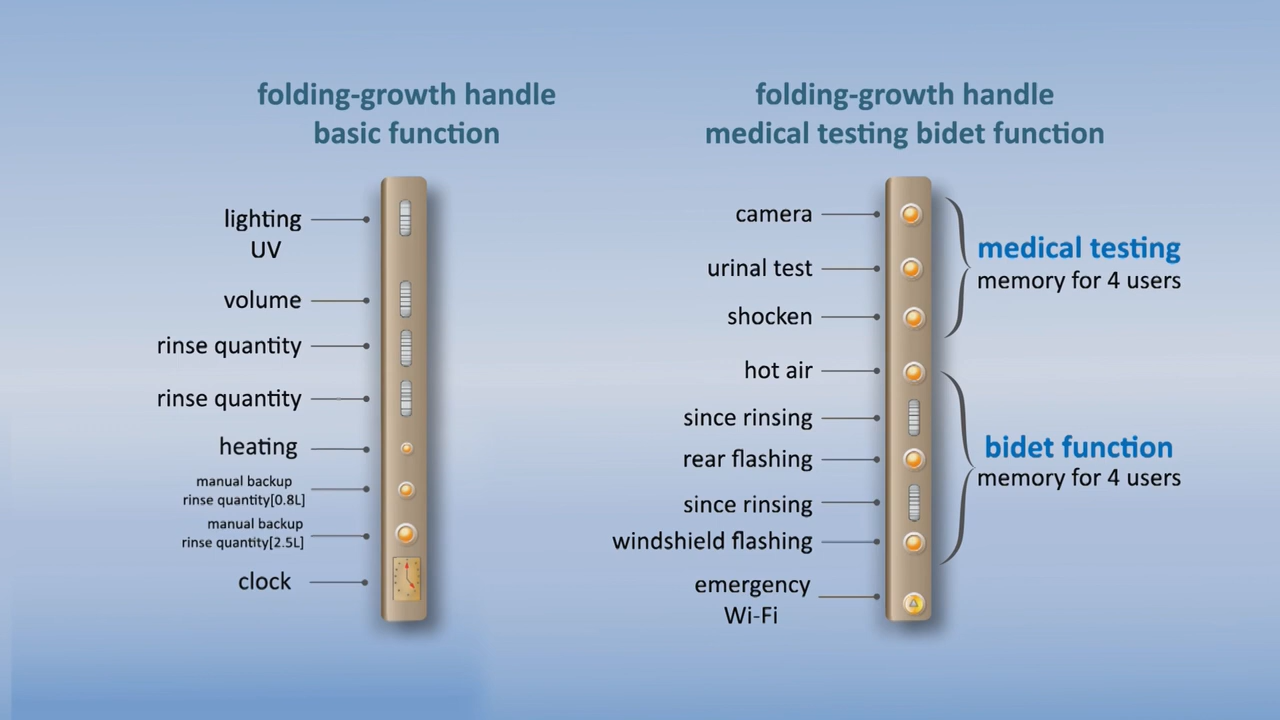 folding-growth handle
basic function
lighting
UV
volume
rinse quantity
rinse quantity
heating
manual backup
rinse quantity[0.8L]
manual backup
rinse quantity[2.5L]
clock
folding-growth handle
medical testing bidet function
camera
urinal test
shocken
hot air
since rinsing
rear flashing
since rinsing
windshield flashing
emergency
Wi-Fi
medical testing
memory for 4 users
bidet function
memory for 4 users